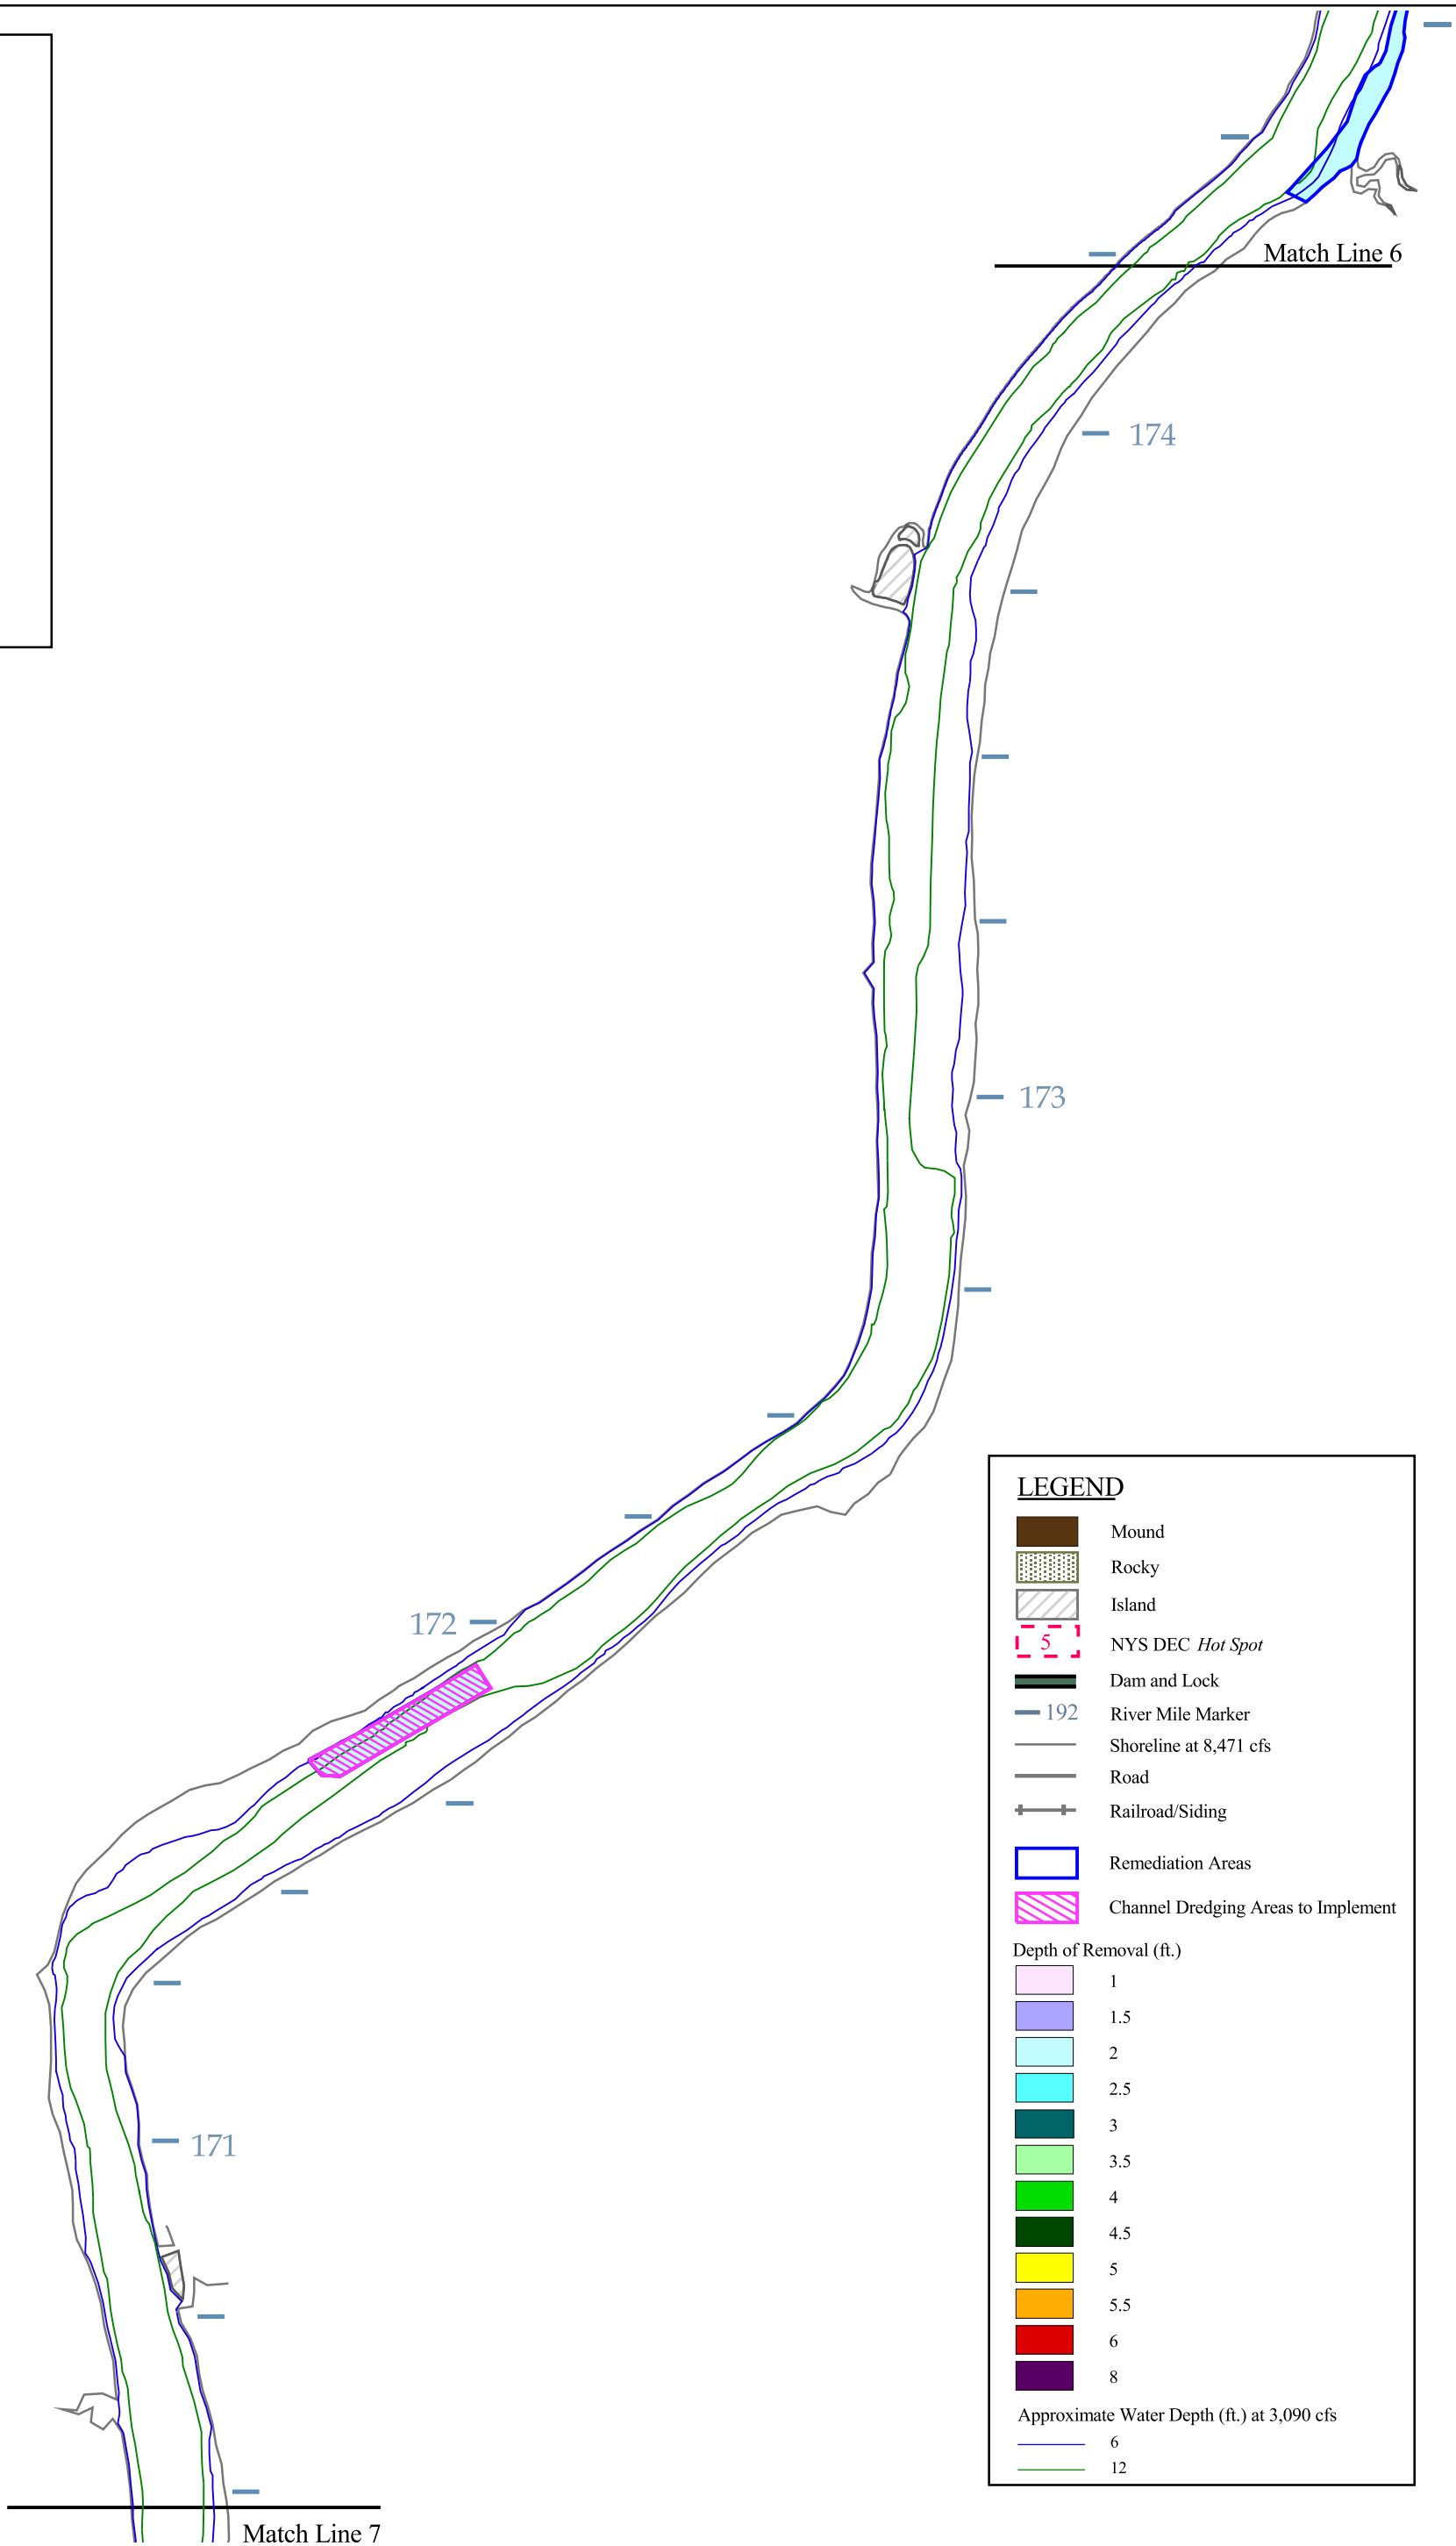 Match Line 6
174
173
172
171
Match Line 7
LEGEND
Mound
Rocky
Island
5 NYS DEC Hot Spot
Dam and Lock
192 River Mile Marker
Shoreline at 8,471 cfs
Road
Railroad/Siding
Remediation Areas
Channel Dredging Areas to Implement
Depth of Removal (ft.)
1
1.5
2
2.5
3
3.5
4
4.5
5
5.5
6
8
Approximate Water Depth (ft.) at 3,090 cfs
6
12